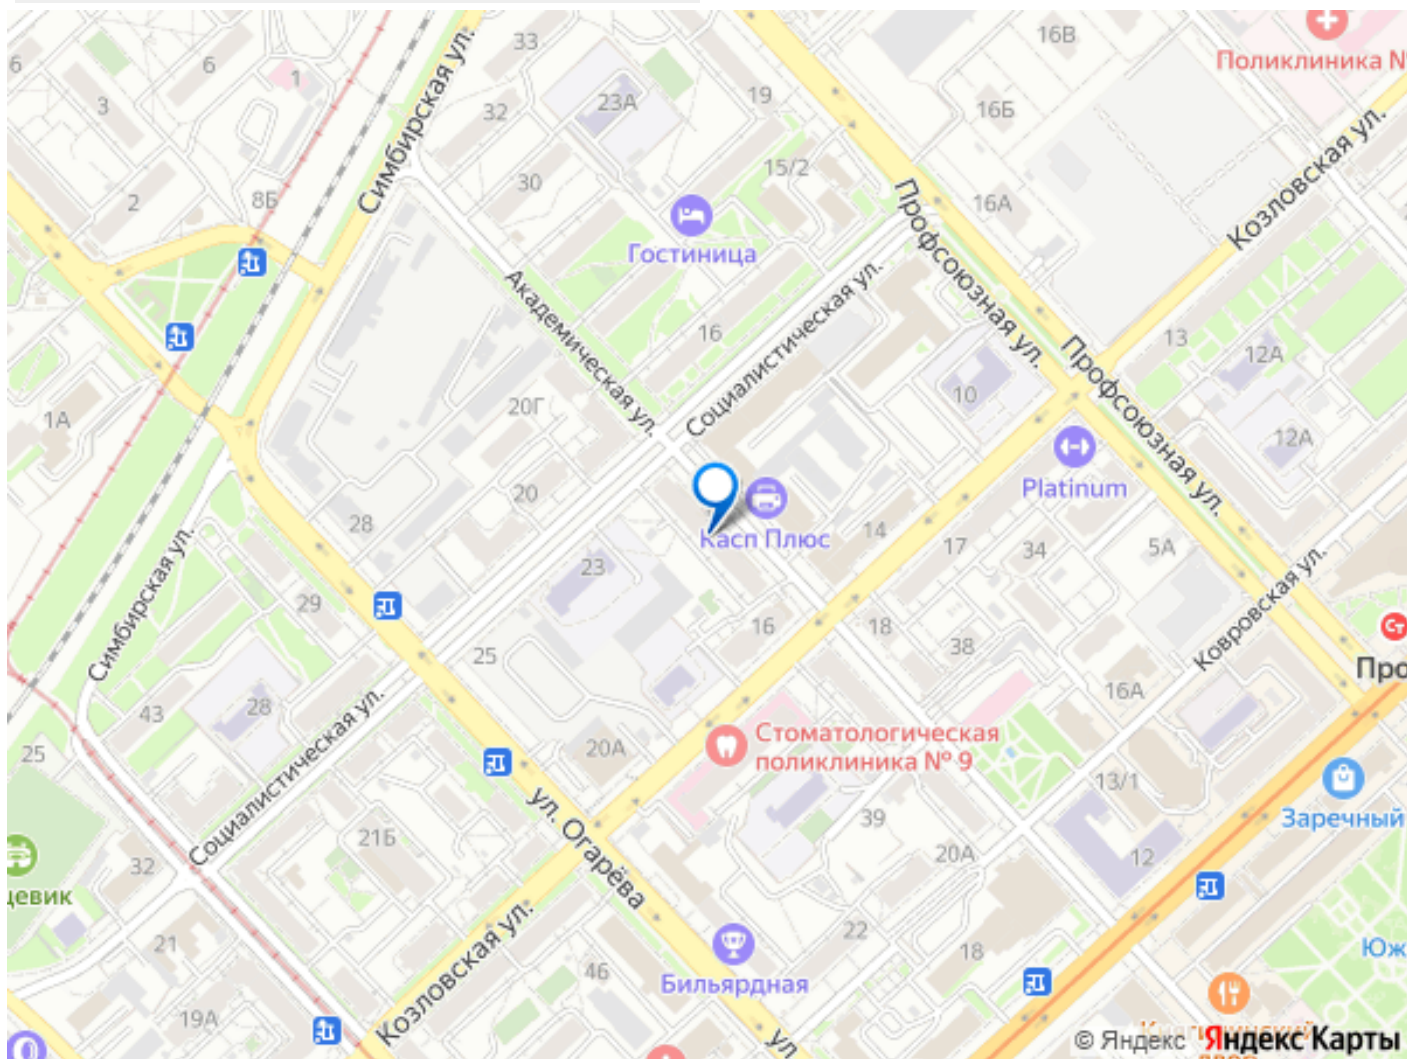 33
16В
6
6
1
Поликлиника №
3
32
23А
19
16Б
Симбирская ул.
Козловская ул.
30
15/2
2
8Б
16А
Профсоюзная ул.
Гостиница
Академическая ул.
Социалистическая ул.
16
13
12А
Профсоюзная ул.
1А
20Г
10
12А
Platinum
20
28
Касп Плюс
14
17
34
5А
Симбирская ул.
23
29
16
18
38
Ковровская ул.
Ст
25
Про
16А
43
28
25
Стоматологическая
поликлиника № 9
20А
13/1
Социалистическая ул.
ул. Огарёва
39
Заречный
21Б
32
20А
12
цевик
21
22
18
46
Бильярдная
Юж
Козловская ул.
19А
ул
© Яндекс Яндекс Карты